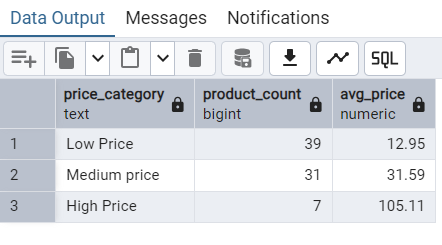 Data Output Messages Notifications
SQL
price_category product_count avg_price
text bigint numeric
1 Low Price 39 12.95
2 Medium price 31 31.59
3 High Price 7 105.11